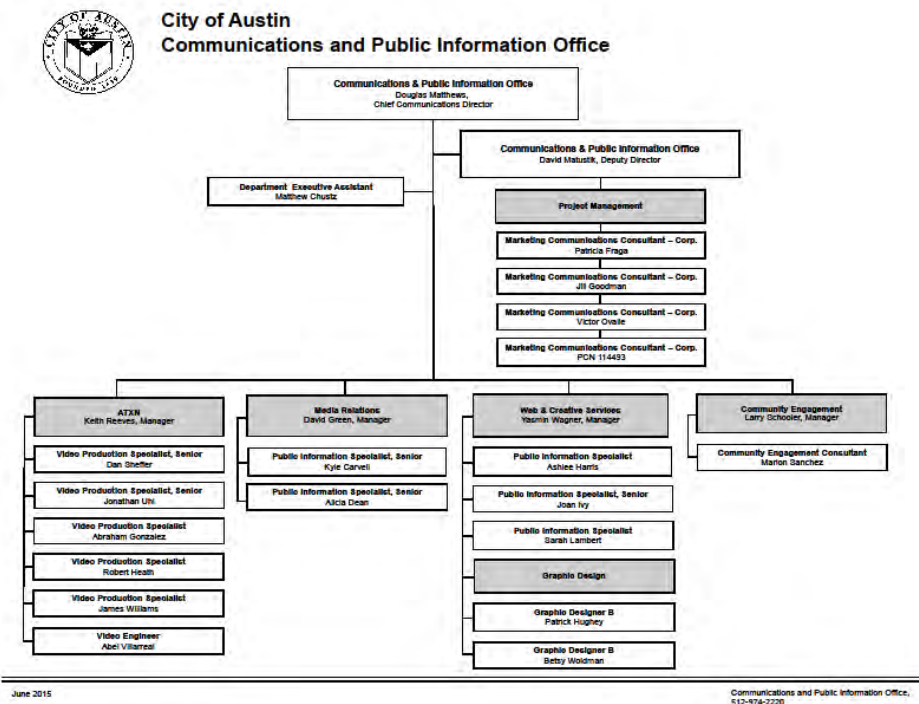 CITY OF AUSTIN
FOUNDED 1839
City of Austin
Communications and Public Information Office
Communications & Public Information Office
Douglas Matthews,
Chief Communications Director
Communications & Public Information Office
David Matustik, Deputy Director
Department Executive Assistant
Matthew Chustz
Project Management
Marketing Communications Consultant – Corp.
Patricia Fraga
Marketing Communications Consultant – Corp.
Jill Goodman
Marketing Communications Consultant – Corp.
Victor Ovalle
Marketing Communications Consultant – Corp.
PCN 114493
ATXN
Keith Reeves, Manager
Video Production Specialist, Senior
Dan Sheffer
Video Production Specialist, Senior
Jonathan Uhl
Video Production Specialist
Abraham Gonzalez
Video Production Specialist
Robert Heath
Video Production Specialist
James Williams
Video Engineer
Abel Villarreal
Media Relations
David Green, Manager
Public Information Specialist, Senior
Kyle Carvell
Public Information Specialist, Senior
Alicia Dean
Web & Creative Services
Yasmin Wagner, Manager
Public Information Specialist
Ashlee Harris
Public Information Specialist, Senior
Joan Ivy
Public Information Specialist
Sarah Lambert
Graphic Design
Graphic Designer B
Patrick Hughey
Graphic Designer B
Betsy Woldman
Community Engagement
Larry Schooler, Manager
Community Engagement Consultant
Marion Sanchez
June 2015
Communications and Public Information Office,
512-974-2220